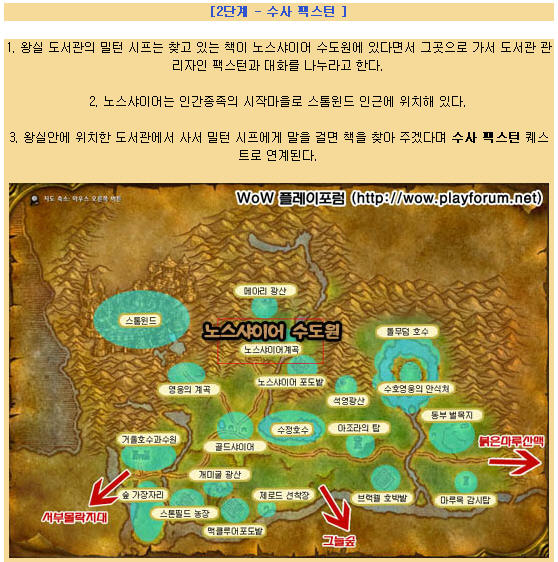 [2단계 - 수사 팩스턴 ]
1. 왕실 도서관의 밀턴 시프는 찾고 있는 책이 노스샤이어 수도원에 있다면서 그곳으로 가서 도서관 관
리자인 팩스턴과 대화를 나누라고 한다.
2. 노스샤이어는 인간종족의 시작마을로 스톰윈드 인근에 위치해 있다.
3. 왕실안에 위치한 도서관에서 사서 밀턴 시프에게 말을 걸면 책을 찾아 주겠다며 수사 팩스턴 퀘스
트로 연계된다.
지도 축소: 마우스 오른쪽 버튼
WoW 플레이포럼 (http://wow.playforum.net)
메아리 광산
스톰윈드
노스샤이어 수도원
돌무덤 호수
노스샤이어계곡
영웅의 계곡
노스샤이어 포도밭
수호영웅의 안식처
석영광산
동부 벌목지
수정호수
아조라의 탑
거울호수과수원
골드샤이어
붉은마루산맥
개미굴 광산
숲 가장자리
제로드 선착장
브랙웰 호박밭
마루목 감시탑
서부몰락지대
스톤필드 농장
맥클루어포도밭
그늘숲